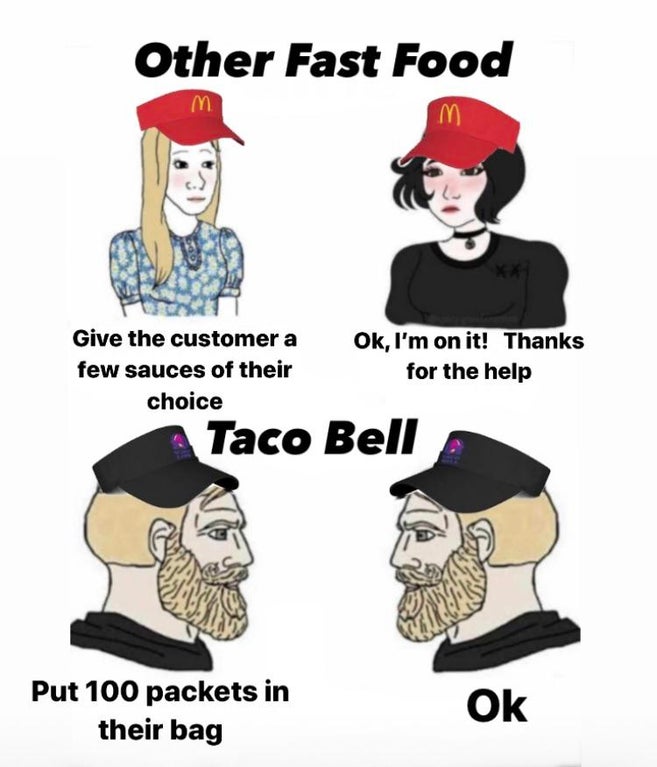 Other Fast Food
M
M
Give the customer a
few sauces of their
choice
Ok, I’m on it! Thanks
for the help
Taco Bell
Put 100 packets in
their bag
Ok